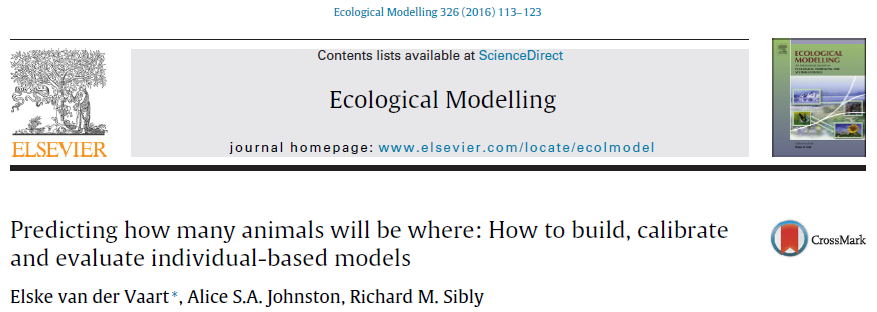 Ecological Modelling 326 (2016) 113–123
Contents lists available at ScienceDirect
Ecological Modelling
journal homepage: www.elsevier.com/locate/ecolmodel
ELSEVIER
ECOLOGICAL
MODELLING
Predicting how many animals will be where: How to build, calibrate
and evaluate individual-based models
CrossMark
Elske van der Vaart*, Alice S.A. Johnston, Richard M. Sibly